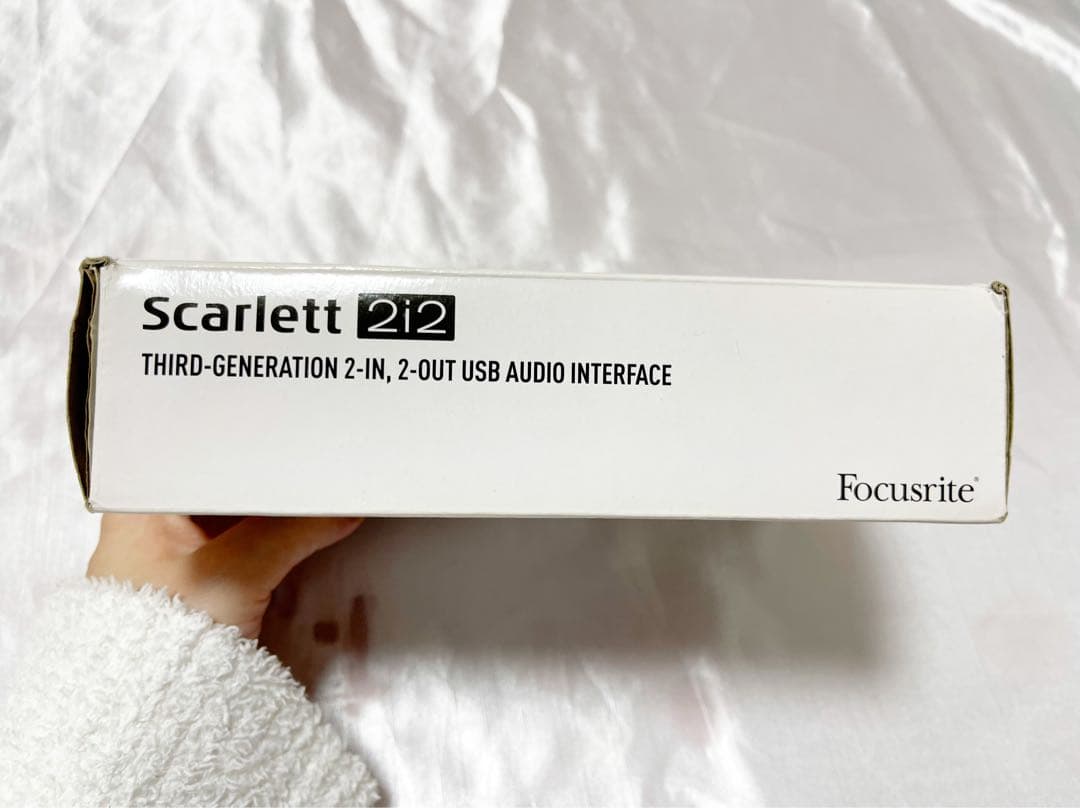 Scarlett 2i2
THIRD-GENERATION 2-IN, 2-OUT USB AUDIO INTERFACE
Focusrite®